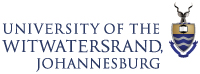 UNIVERSITY OF THE
WITWATERSRAND,
JOHANNESBURG